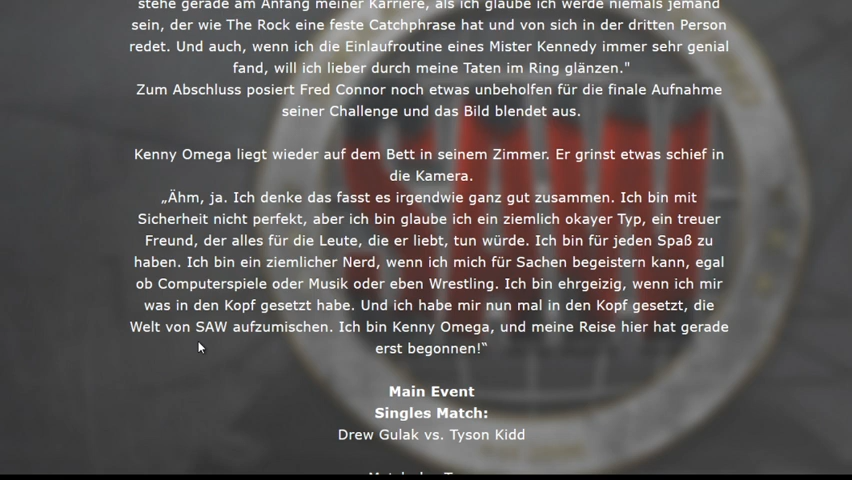 stehe gerade am Anfang meiner Karriere, als ich glaube ich werde niemals jemand
sein, der wie The Rock eine feste Catchphrase hat und von sich in der dritten Person
redet. Und auch, wenn ich die Einlaufroutine eines Mister Kennedy immer sehr genial
fand, will ich lieber durch meine Taten im Ring glänzen."
Zum Abschluss posiert Fred Connor noch etwas unbeholfen für die finale Aufnahme
seiner Challenge und das Bild blendet aus.
Kenny Omega liegt wieder auf dem Bett in seinem Zimmer. Er grinst etwas schief in
die Kamera.
„Ähm, ja. Ich denke das fasst es irgendwie ganz gut zusammen. Ich bin mit
Sicherheit nicht perfekt, aber ich bin glaube ich ein ziemlich okayer Typ, ein treuer
Freund, der alles für die Leute, die er liebt, tun würde. Ich bin für jeden Spaß zu
haben. Ich bin ein ziemlicher Nerd, wenn ich mich für Sachen begeistern kann, egal
ob Computerspiele oder Musik oder eben Wrestling. Ich bin ehrgeizig, wenn ich mir
was in den Kopf gesetzt habe. Und ich habe mir nun mal in den Kopf gesetzt, die
Welt von SAW aufzumischen. Ich bin Kenny Omega, und meine Reise hier hat gerade
erst begonnen!“
Main Event
Singles Match:
Drew Gulak vs. Tyson Kidd